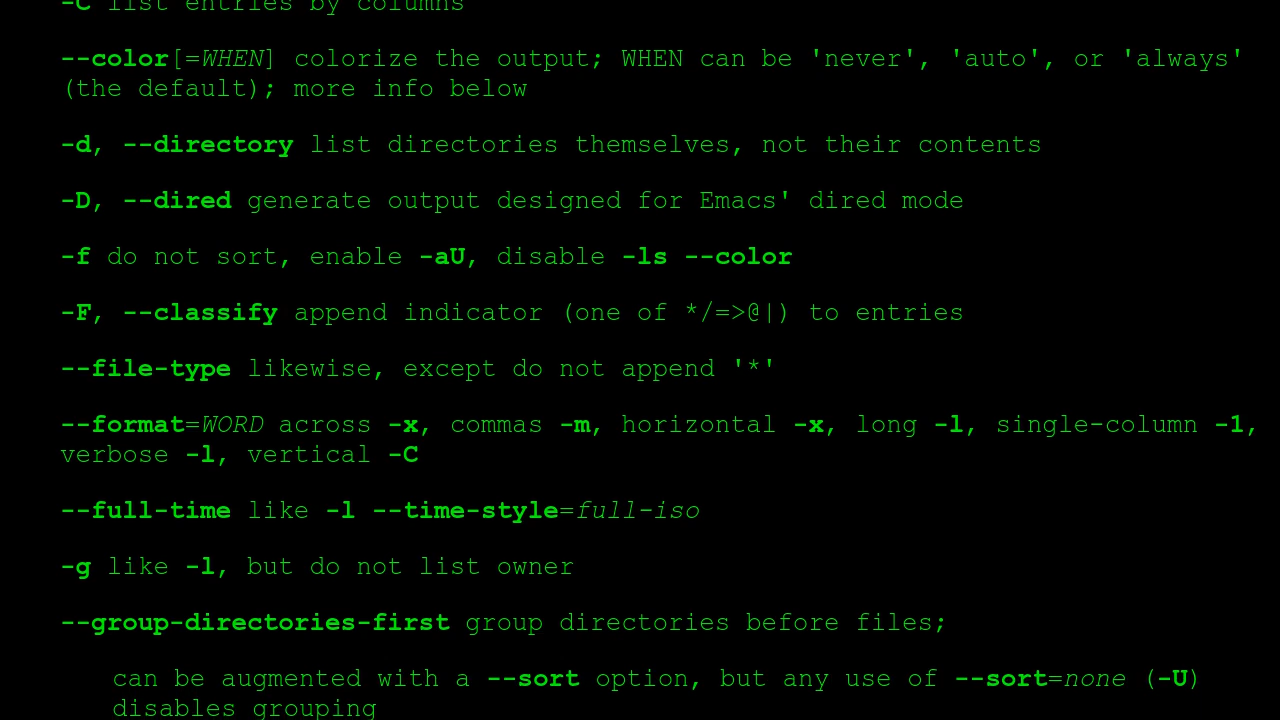 -C list entries by columns
--color[=WHEN] colorize the output; WHEN can be 'never', 'auto', or 'always'
(the default); more info below
-d, --directory list directories themselves, not their contents
-D, --dired generate output designed for Emacs' dired mode
-f do not sort, enable -aU, disable -ls --color
-F, --classify append indicator (one of */=>@|) to entries
--file-type likewise, except do not append '*'
--format=WORD across -x, commas -m, horizontal -x, long -l, single-column -1,
verbose -l, vertical -C
--full-time like -l --time-style=full-iso
-g like -l, but do not list owner
--group-directories-first group directories before files;
can be augmented with a --sort option, but any use of --sort=none (-U)
disables grouping